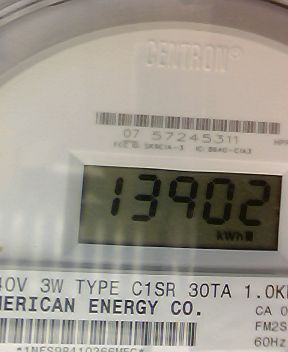 CENTRON®
07 57245311
13902
kWh
40V 3W TYPE C1SR 30TA 1.0K
MERICAN ENERGY CO.
CA 0
FM2S
60Hz